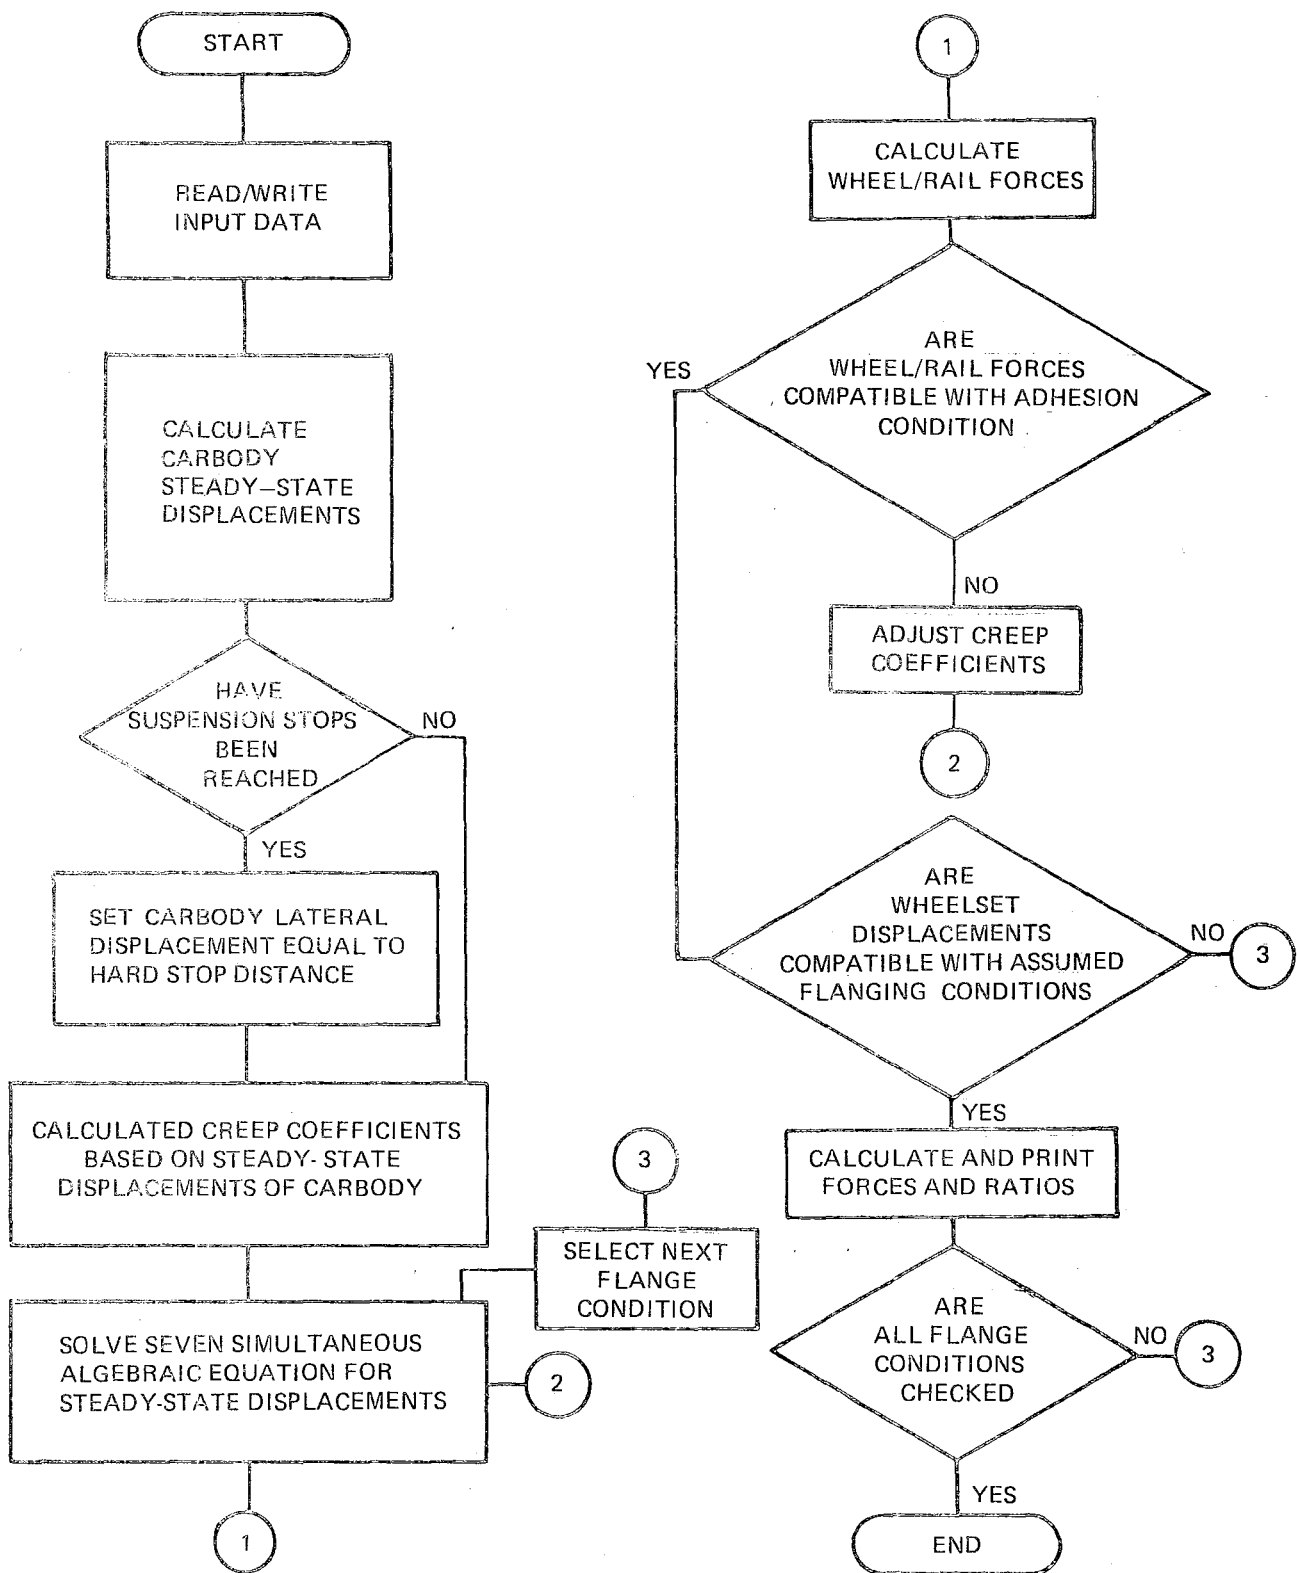 START
READ/WRITE
INPUT DATA
CALCULATE
CARBODY
STEADY–STATE
DISPLACEMENTS
HAVE
SUSPENSION STOPS
BEEN
REACHED
NO
YES
SET CARBODY LATERAL
DISPLACEMENT EQUAL TO
HARD STOP DISTANCE
CALCULATED CREEP COEFFICIENTS
BASED ON STEADY-STATE
DISPLACEMENTS OF CARBODY
3
SELECT NEXT
FLANGE
CONDITION
SOLVE SEVEN SIMULTANEOUS
ALGEBRAIC EQUATION FOR
STEADY-STATE DISPLACEMENTS
2
1
1
CALCULATE
WHEEL/RAIL FORCES
ARE
WHEEL/RAIL FORCES
COMPATIBLE WITH ADHESION
CONDITION
YES
NO
ADJUST CREEP
COEFFICIENTS
2
ARE
WHEELSET
DISPLACEMENTS
COMPATIBLE WITH ASSUMED
FLANGING CONDITIONS
NO
3
YES
CALCULATE AND PRINT
FORCES AND RATIOS
ARE
ALL FLANGE
CONDITIONS
CHECKED
NO
3
YES
END